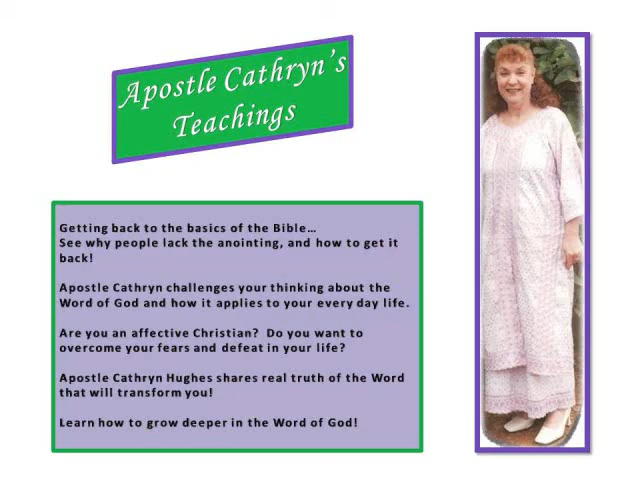 Apostle Cathryn's
Teachings
Getting back to the basics of the Bible…
See why people lack the anointing, and how to get it
back!
Apostle Cathryn challenges your thinking about the
Word of God and how it applies to your every day life.
Are you an affective Christian?  Do you want to
overcome your fears and defeat in your life?
Apostle Cathryn Hughes shares real truth of the Word
that will transform you!
Learn how to grow deeper in the Word of God!